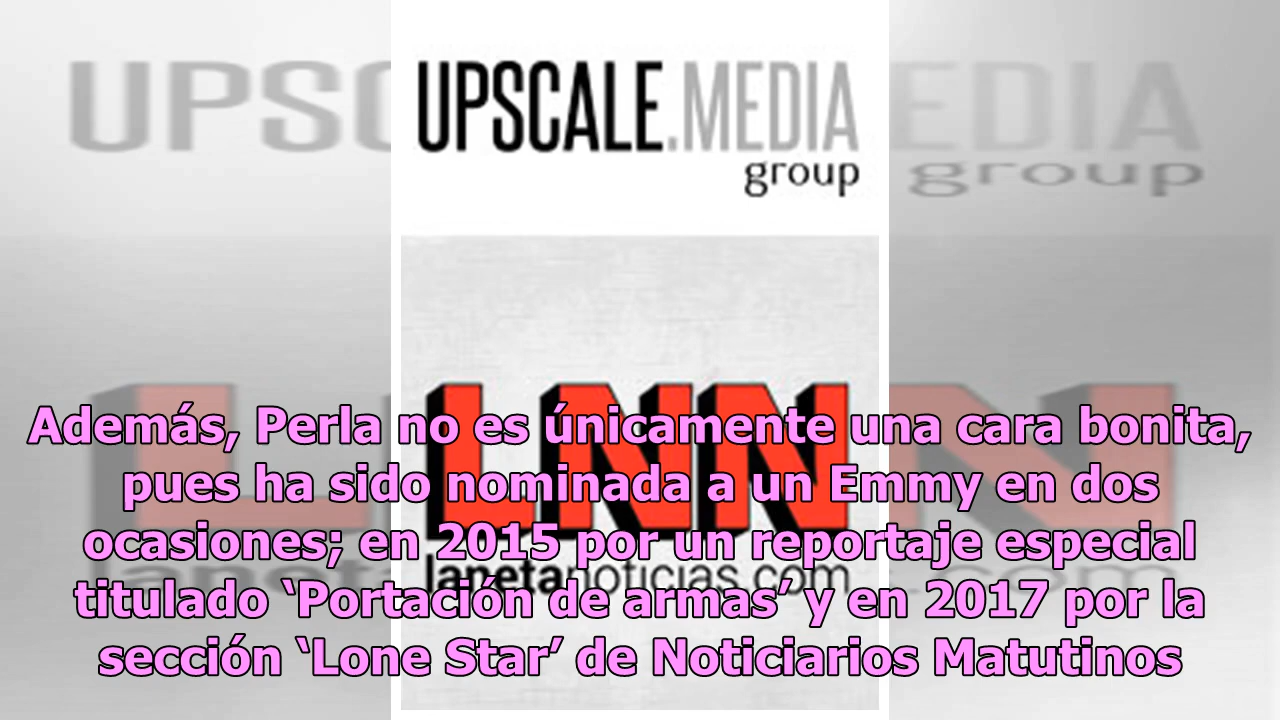 UPSCALE.MEDIA
group
LNN
lanetanoticias.com
Además, Perla no es únicamente una cara bonita,
pues ha sido nominada a un Emmy en dos
ocasiones; en 2015 por un reportaje especial
titulado ‘Portación de armas’ y en 2017 por la
sección ‘Lone Star’ de Noticiarios Matutinos